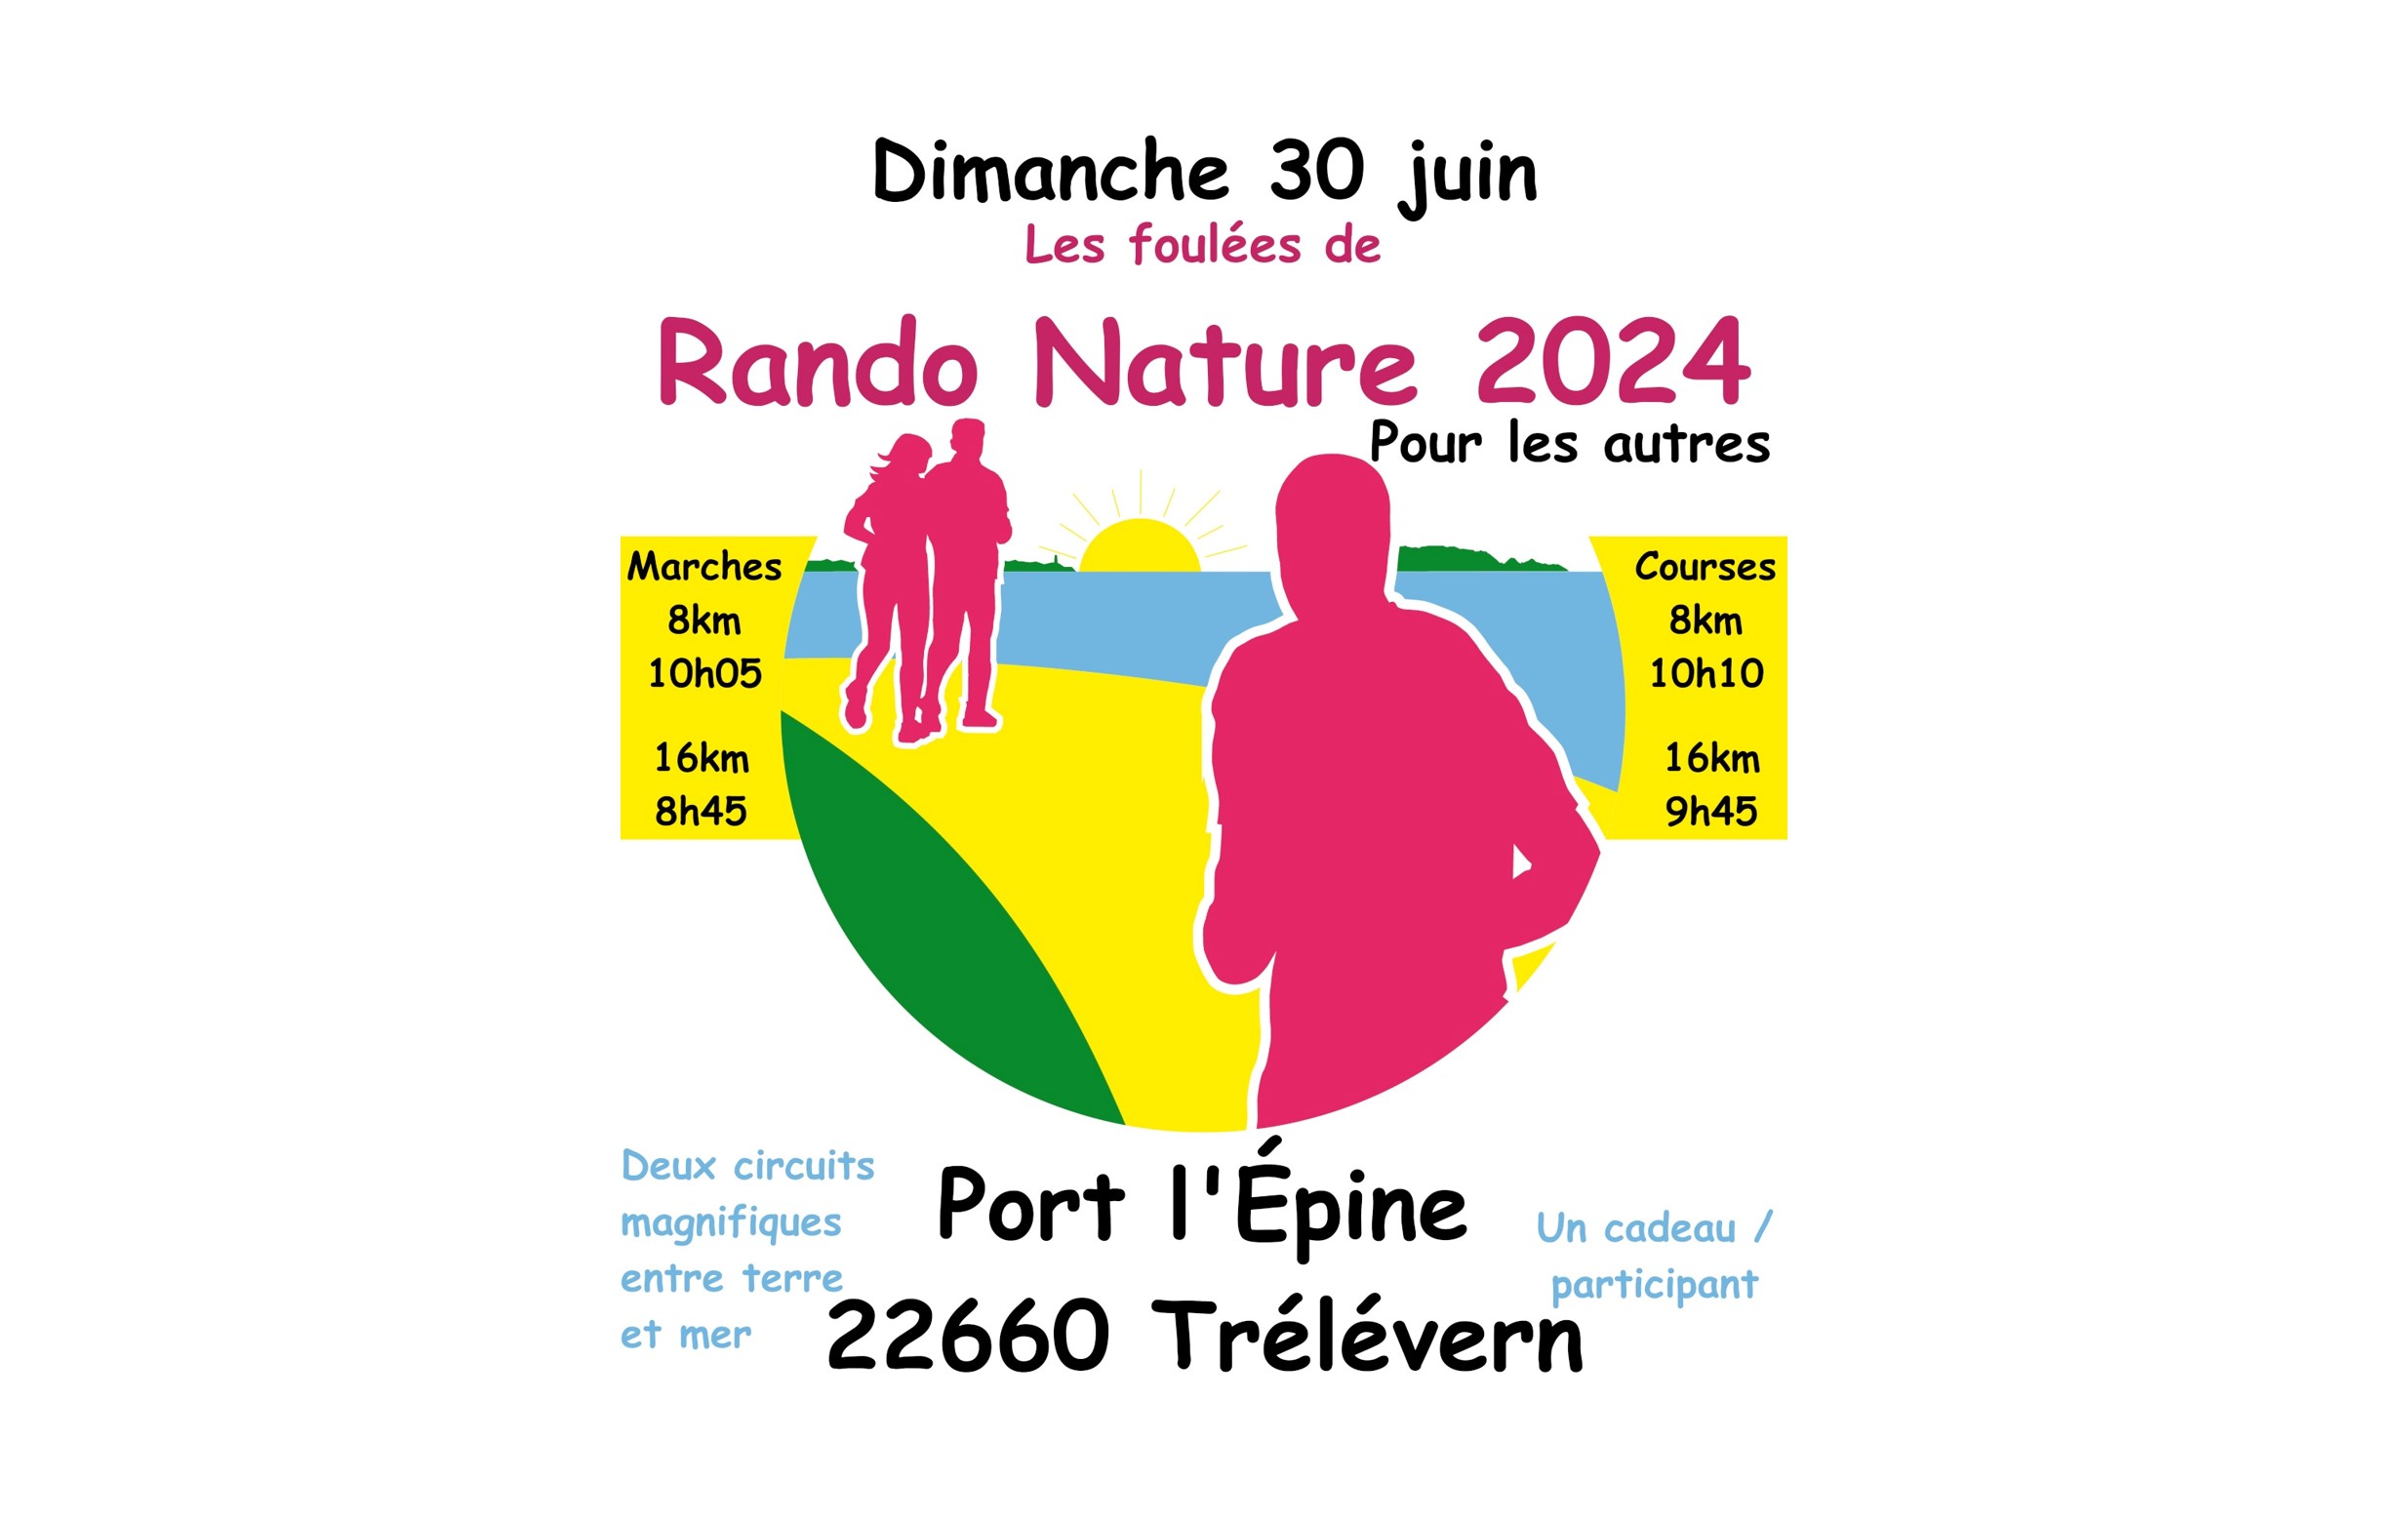 Dimanche 30 juin
Les foulées de
Rando Nature 2024
Pour les autres
Marches
8km
10h05
16km
8h45
Courses
8km
10h10
16km
9h45
Deux circuits
magnifiques
entre terre
et mer
Port l'Épine
22660 Trélévern
Un cadeau /
participant